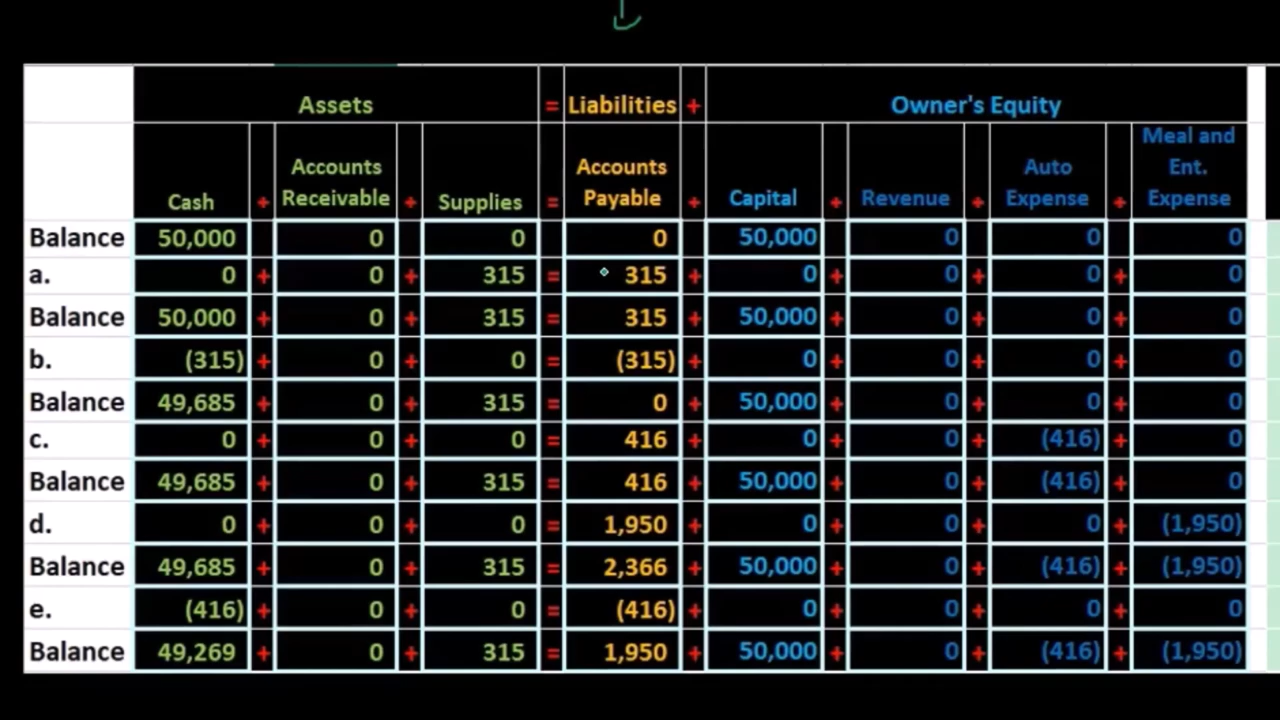 Assets = Liabilities + Owner's Equity
Cash + Accounts Receivable + Supplies = Accounts Payable + Capital + Revenue + Auto Expense + Meal and Ent. Expense
Balance 50,000 0 0 0 50,000 0 0 0
a. 0 + 0 + 315 = 315 + 0 + 0 + 0 + 0
Balance 50,000 + 0 + 315 = 315 + 50,000 + 0 + 0 + 0
b. (315) + 0 + 0 = (315) + 0 + 0 + 0 + 0
Balance 49,685 + 0 + 315 = 0 + 50,000 + 0 + 0 + 0
c. 0 + 0 + 0 = 416 + 0 + 0 + (416) + 0
Balance 49,685 + 0 + 315 = 416 + 50,000 + 0 + (416) + 0
d. 0 + 0 + 0 = 1,950 + 0 + 0 + 0 + (1,950)
Balance 49,685 + 0 + 315 = 2,366 + 50,000 + 0 + (416) + (1,950)
e. (416) + 0 + 0 = (416) + 0 + 0 + 0 + 0
Balance 49,269 + 0 + 315 = 1,950 + 50,000 + 0 + (416) + (1,950)